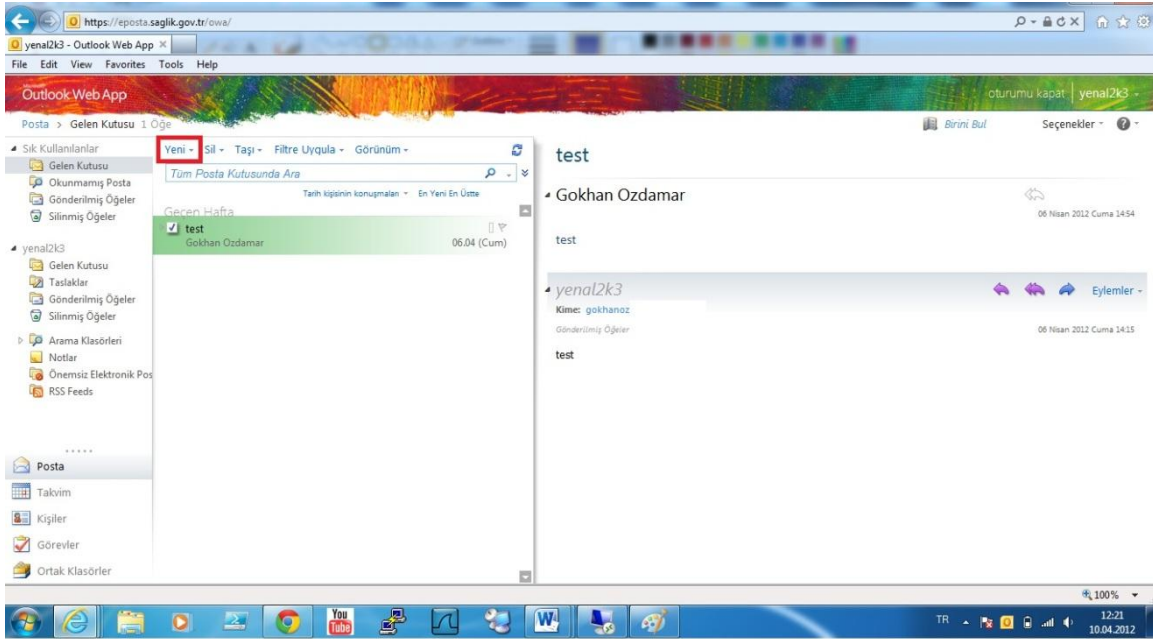 https://eposta.saglik.gov.tr/owa/
yenal2k3 - Outlook Web App
File Edit View Favorites Tools Help
Outlook Web App
oturumu kapat yenal2k3
Posta > Gelen Kutusu 1 Öğe
Birini Bul Seçenekler
Sık Kullanılanlar
Gelen Kutusu
Okunmamış Posta
Gönderilmiş Öğeler
Silinmiş Öğeler
yenal2k3
Gelen Kutusu
Taslaklar
Gönderilmiş Öğeler
Silinmiş Öğeler
Arama Klasörleri
Notlar
Önemsiz Elektronik Pos
RSS Feeds
Posta
Takvim
Kişiler
Görevler
Ortak Klasörler
Yeni Sil Taşı Filtre Uygula Görünüm
Tüm Posta Kutusunda Ara
Tarih kişisinin konuşmaları En Yeni En Üstte
Geçen Hafta
test
Gokhan Ozdamar 06.04 (Cum)
test
Gokhan Ozdamar
06 Nisan 2012 Cuma 14:54
test
yenal2k3
Eylemler
Kime: gokhanoz
Gönderilmiş Öğeler 06 Nisan 2012 Cuma 14:15
test
100%
You
Tube
TR
12:21
10.04.2012